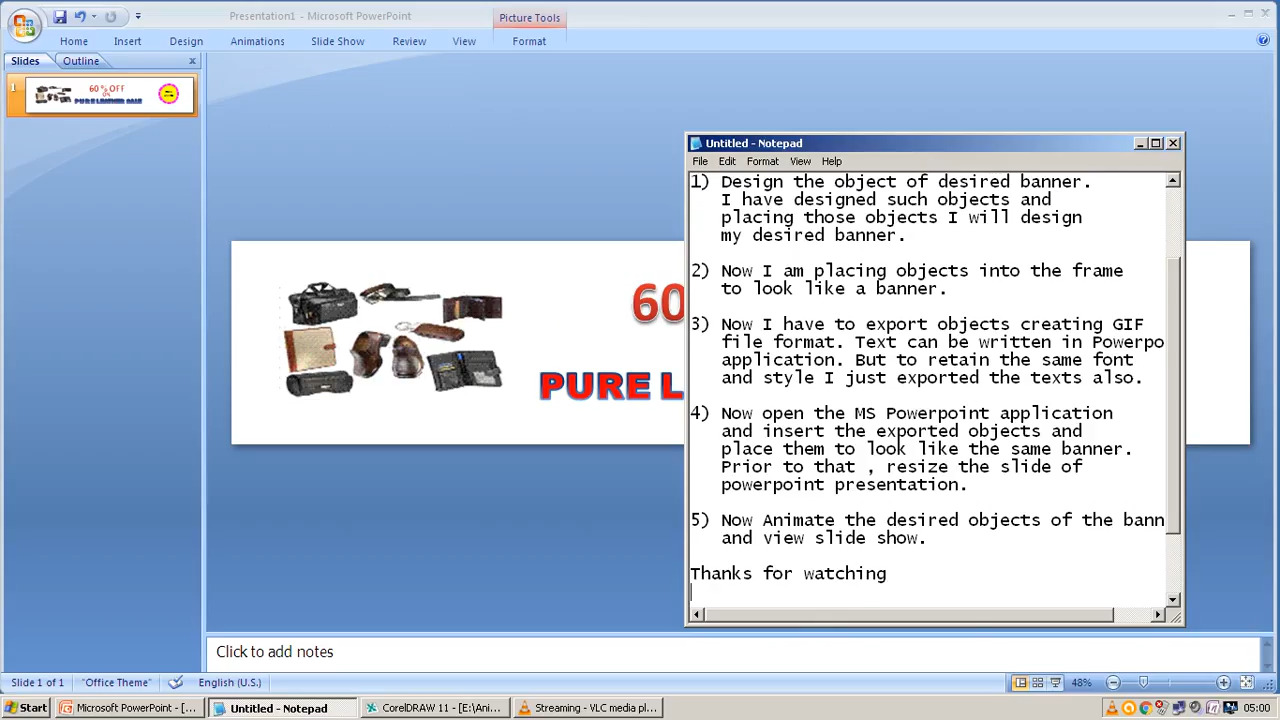 Presentation1 - Microsoft PowerPoint
Picture Tools
Home
Insert
Design
Animations
Slide Show
Review
View
Format
Slides
Outline
1
60 % OFF
ON
PURE LEATHER SALE
60
PURE L
Untitled - Notepad
File Edit Format View Help
1) Design the object of desired banner.
I have designed such objects and
placing those objects I will design
my desired banner.
2) Now I am placing objects into the frame
to look like a banner.
3) Now I have to export objects creating GIF
file format. Text can be written in Powerpo
application. But to retain the same font
and style I just exported the texts also.
4) Now open the MS Powerpoint application
and insert the exported objects and
place them to look like the same banner.
Prior to that , resize the slide of
powerpoint presentation.
5) Now Animate the desired objects of the bann
and view slide show.
Thanks for watching
Click to add notes
Slide 1 of 1
"Office Theme"
English (U.S.)
48%
Start
Microsoft PowerPoint - [...
Untitled - Notepad
CorelDRAW 11 - [E:\Ani...
Streaming - VLC media pl...
05:00